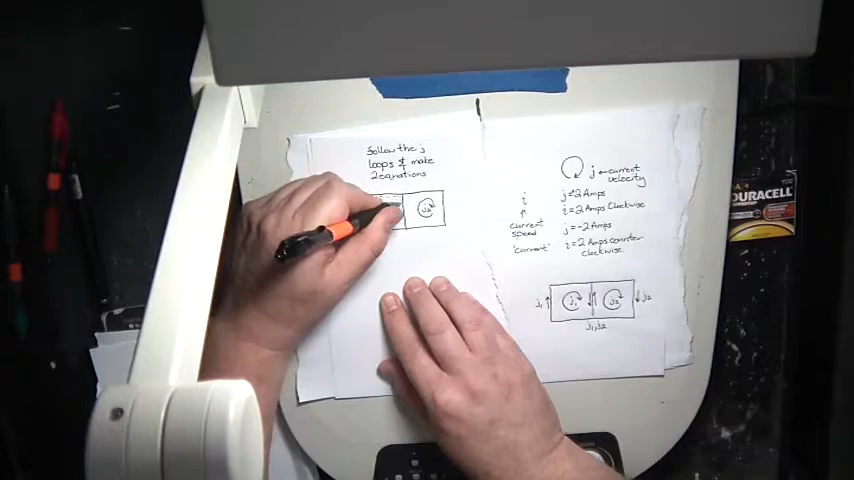 Follow the j
loops & make
2 equations
j2
j ← current
velocity
j = 2 Amps
i = 2 Amps Clockwise
j = -2 Amps
i = 2 Amps counter
clockwise.
i
↑
current
speed
'current'
j1 ↑ j1 ↓↑ j2 ↓ j2
j1, j2
DURACELL